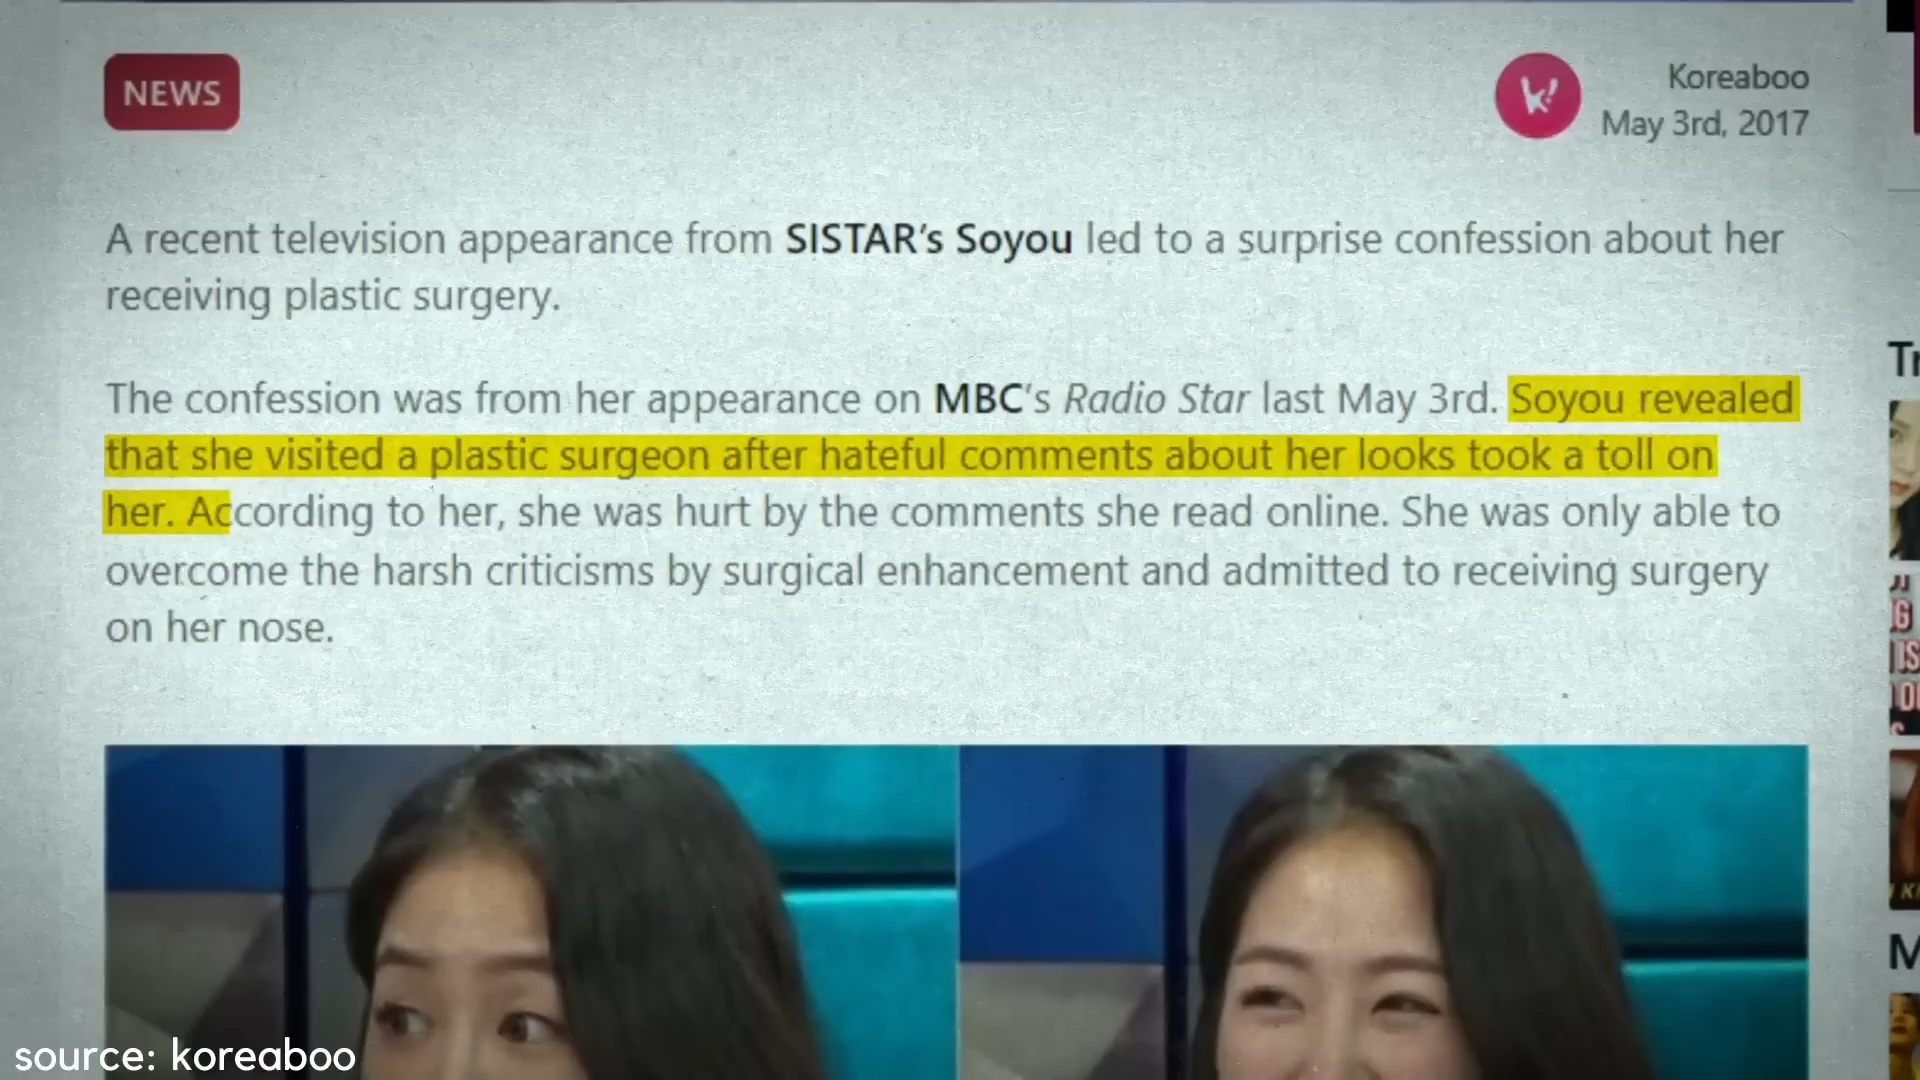 NEWS
Koreaboo
May 3rd, 2017
A recent television appearance from SISTAR's Soyou led to a surprise confession about her
receiving plastic surgery.
The confession was from her appearance on MBC's Radio Star last May 3rd. Soyou revealed
that she visited a plastic surgeon after hateful comments about her looks took a toll on
her. According to her, she was hurt by the comments she read online. She was only able to
overcome the harsh criticisms by surgical enhancement and admitted to receiving surgery
on her nose.
source: koreaboo